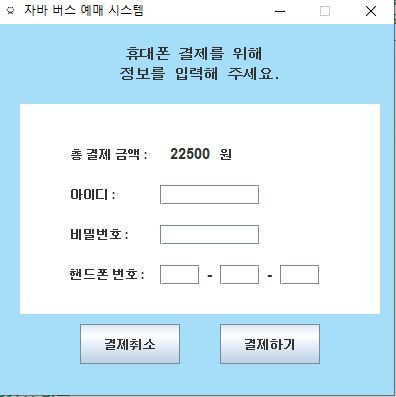 자바 버스 예매 시스템
휴대폰 결제를 위해
정보를 입력해 주세요.
총 결제 금액 : 22500 원
아이디 :
비밀번호 :
핸드폰 번호 : - -
결제취소 결제하기